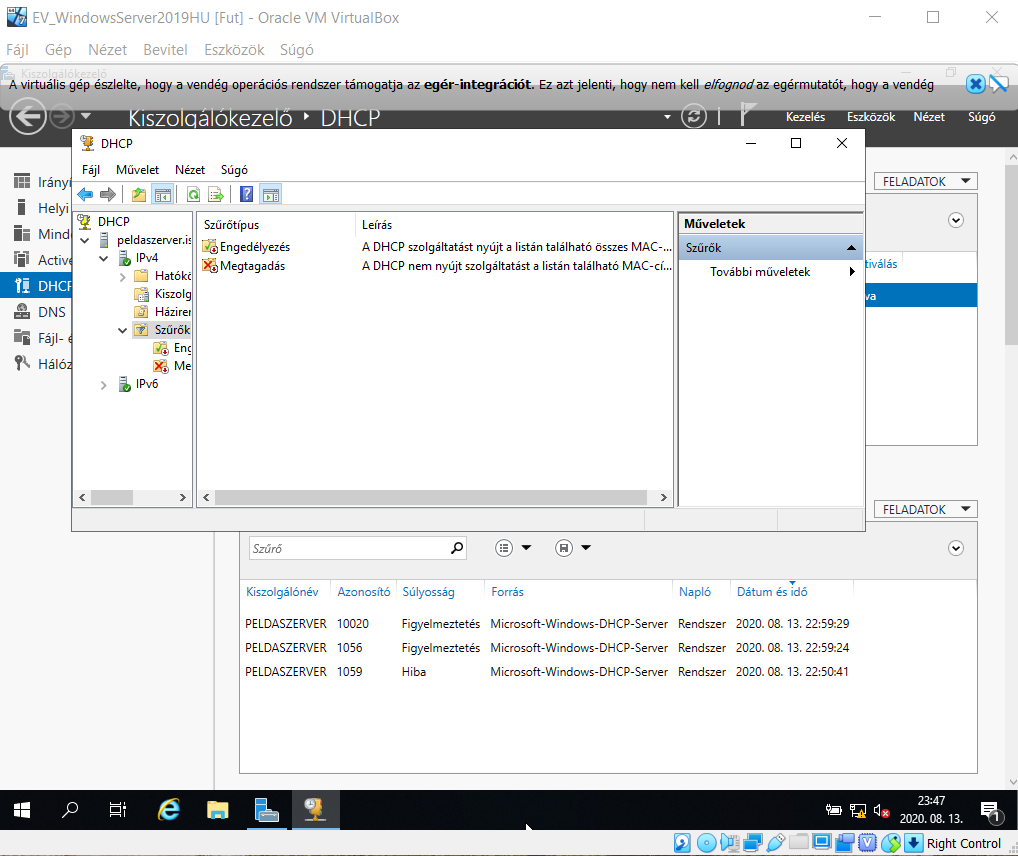 EV_WindowsServer2019HU [Fut] - Oracle VM VirtualBox
Fájl Gép Nézet Bevitel Eszközök Súgó
Kiszolgálókezelő
A virtuális gép észlelte, hogy a vendég operációs rendszer támogatja az egér-integrációt. Ez azt jelenti, hogy nem kell elfognod az egérmutatót, hogy a vendég
Kiszolgálókezelő DHCP
Kezelés Eszközök Nézet Súgó
DHCP
Fájl Művelet Nézet Súgó
Irányí
Helyi
Mind
Active
DHCP
DNS
Fájl- é
Hálóz
DHCP
peldaszerver.is
IPv4
Hatókö
Kiszolg
Háziren
Szűrők
Eng
Me
IPv6
Szűrőtípus Leírás
Engedélyezés A DHCP szolgáltatást nyújt a listán található összes MAC-...
Megtagadás A DHCP nem nyújt szolgáltatást a listán található MAC-cí...
Műveletek
Szűrők
További műveletek
FELADATOK
tiválás
va
FELADATOK
Szűrő
Kiszolgálónév Azonosító Súlyosság Forrás Napló Dátum és idő
PELDASZERVER 10020 Figyelmeztetés Microsoft-Windows-DHCP-Server Rendszer 2020. 08. 13. 22:59:29
PELDASZERVER 1056 Figyelmeztetés Microsoft-Windows-DHCP-Server Rendszer 2020. 08. 13. 22:59:24
PELDASZERVER 1059 Hiba Microsoft-Windows-DHCP-Server Rendszer 2020. 08. 13. 22:50:41
23:47
2020. 08. 13.
1
Right Control